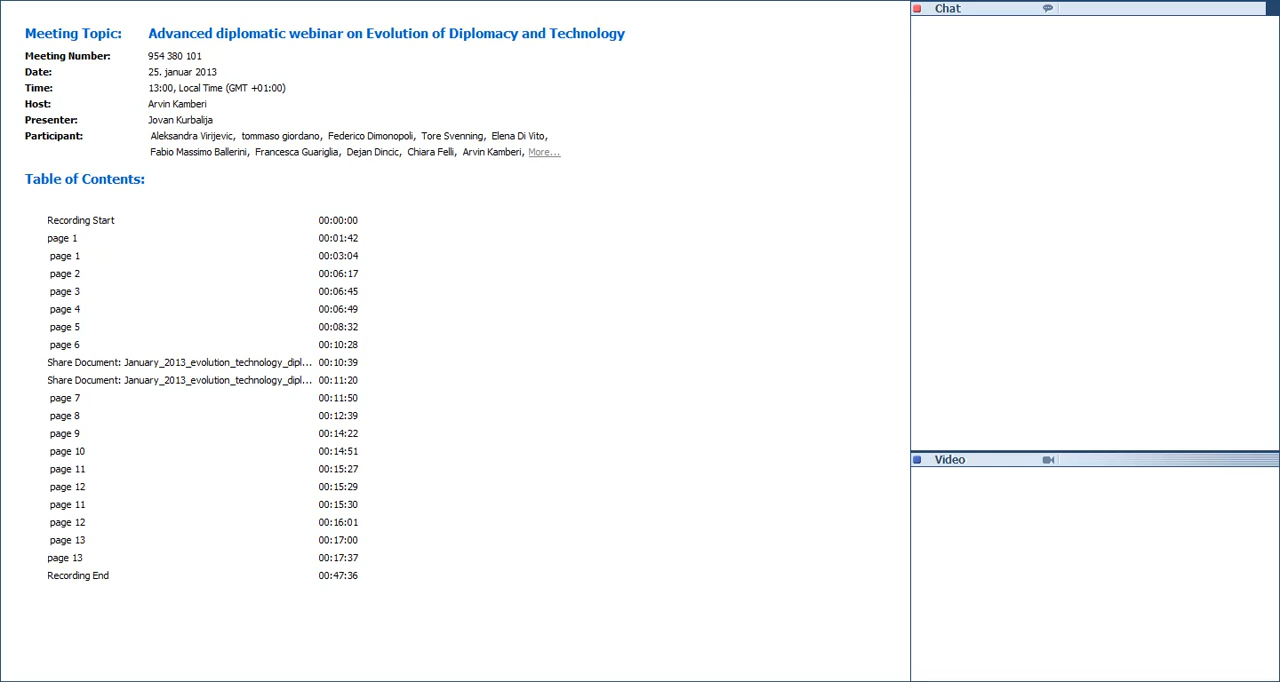 Meeting Topic: Advanced diplomatic webinar on Evolution of Diplomacy and Technology
Meeting Number: 954 380 101
Date: 25. januar 2013
Time: 13:00, Local Time (GMT +01:00)
Host: Arvin Kamberi
Presenter: Jovan Kurbalija
Participant: Aleksandra Virijevic, tommaso giordano, Federico Dimonopoli, Tore Svenning, Elena Di Vito,
Fabio Massimo Ballerini, Francesca Guariglia, Dejan Dincic, Chiara Felli, Arvin Kamberi, More...
Table of Contents:
Recording Start 00:00:00
page 1 00:01:42
page 1 00:03:04
page 2 00:06:17
page 3 00:06:45
page 4 00:06:49
page 5 00:08:32
page 6 00:10:28
Share Document: January_2013_evolution_technology_dipl... 00:10:39
Share Document: January_2013_evolution_technology_dipl... 00:11:20
page 7 00:11:50
page 8 00:12:39
page 9 00:14:22
page 10 00:14:51
page 11 00:15:27
page 12 00:15:29
page 11 00:15:30
page 12 00:16:01
page 13 00:17:00
page 13 00:17:37
Recording End 00:47:36
Chat
Video